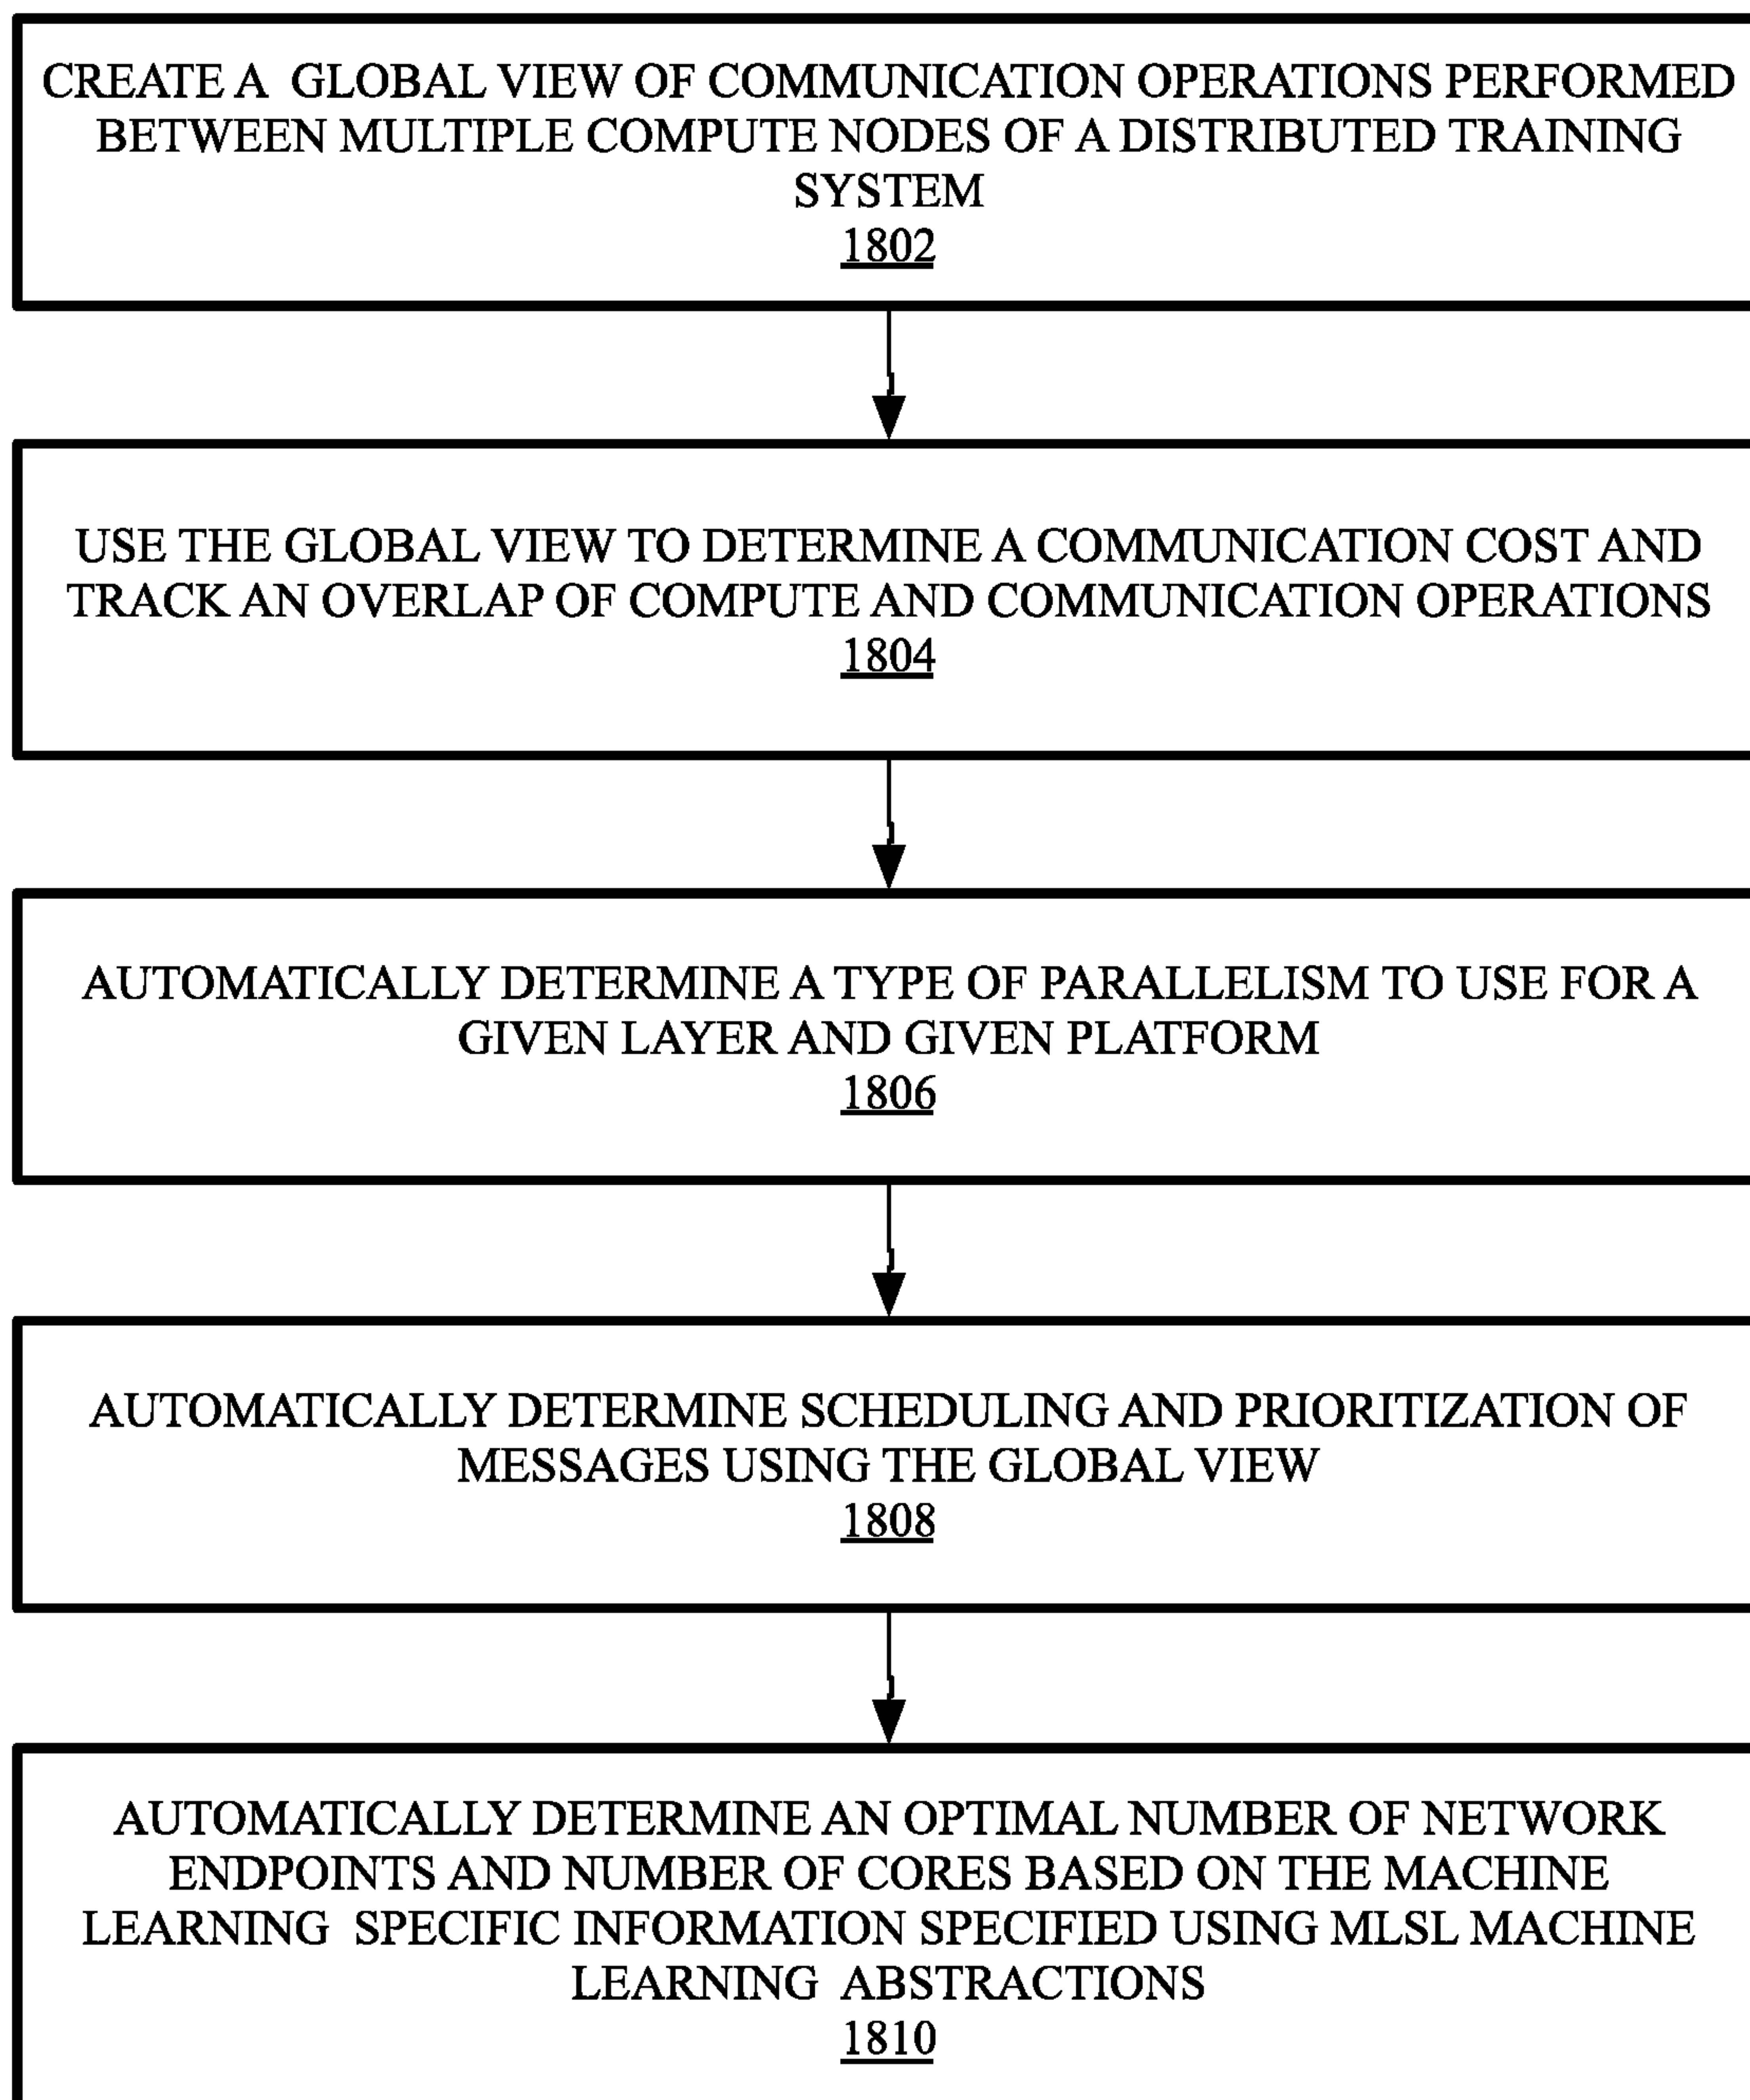 CREATE A GLOBAL VIEW OF COMMUNICATION OPERATIONS PERFORMED
BETWEEN MULTIPLE COMPUTE NODES OF A DISTRIBUTED TRAINING
SYSTEM
1802
USE THE GLOBAL VIEW TO DETERMINE A COMMUNICATION COST AND
TRACK AN OVERLAP OF COMPUTE AND COMMUNICATION OPERATIONS
1804
AUTOMATICALLY DETERMINE A TYPE OF PARALLELISM TO USE FOR A
GIVEN LAYER AND GIVEN PLATFORM
1806
AUTOMATICALLY DETERMINE SCHEDULING AND PRIORITIZATION OF
MESSAGES USING THE GLOBAL VIEW
1808
AUTOMATICALLY DETERMINE AN OPTIMAL NUMBER OF NETWORK
ENDPOINTS AND NUMBER OF CORES BASED ON THE MACHINE
LEARNING SPECIFIC INFORMATION SPECIFIED USING MLSL MACHINE
LEARNING ABSTRACTIONS
1810